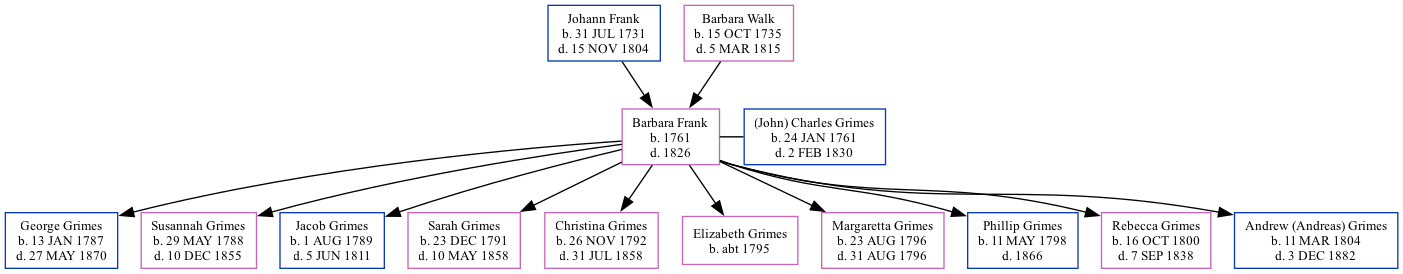 Johann Frank
b. 31 JUL 1731
d. 15 NOV 1804
Barbara Walk
b. 15 OCT 1735
d. 5 MAR 1815
Barbara Frank
b. 1761
d. 1826
(John) Charles Grimes
b. 24 JAN 1761
d. 2 FEB 1830
George Grimes
b. 13 JAN 1787
d. 27 MAY 1870
Susannah Grimes
b. 29 MAY 1788
d. 10 DEC 1855
Jacob Grimes
b. 1 AUG 1789
d. 5 JUN 1811
Sarah Grimes
b. 23 DEC 1791
d. 10 MAY 1858
Christina Grimes
b. 26 NOV 1792
d. 31 JUL 1858
Elizabeth Grimes
b. abt 1795
Margaretta Grimes
b. 23 AUG 1796
d. 31 AUG 1796
Phillip Grimes
b. 11 MAY 1798
d. 1866
Rebecca Grimes
b. 16 OCT 1800
d. 7 SEP 1838
Andrew (Andreas) Grimes
b. 11 MAR 1804
d. 3 DEC 1882